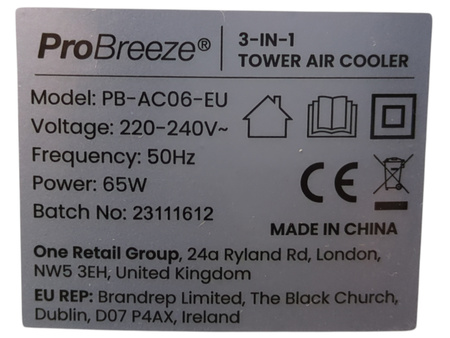 ProBreeze® 3-IN-1
TOWER AIR COOLER
Model: PB-AC06-EU
Voltage: 220-240V~
Frequency: 50Hz
Power: 65W
Batch No: 23111612
CE
MADE IN CHINA
One Retail Group, 24a Ryland Rd, London,
NW5 3EH, United Kingdom
EU REP: Brandrep Limited, The Black Church,
Dublin, D07 P4AX, Ireland